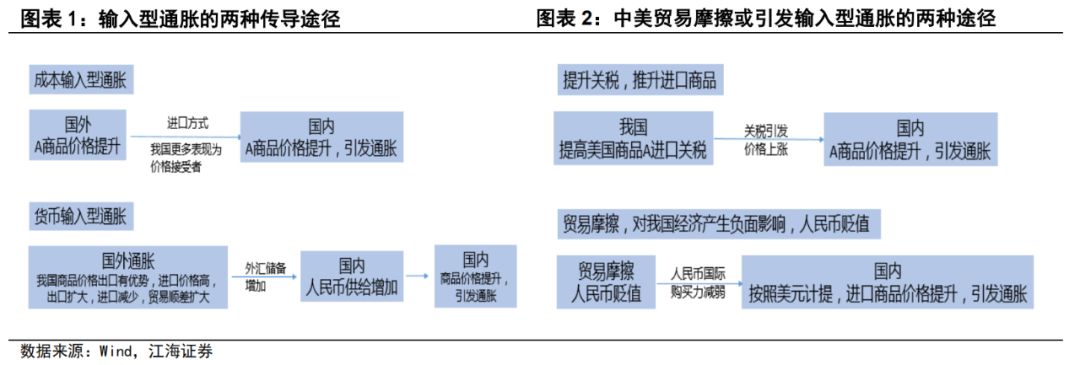 图表 1：输入型通胀的两种传导途径
成本输入型通胀
国外
A商品价格提升
进口方式
我国更多表现为
价格接受者
国内
A商品价格提升，引发通胀
货币输入型通胀
国外通胀
我国商品价格出口有优势，进口价格高，
出口扩大，进口减少，贸易顺差扩大
外汇储备
增加
国内
人民币供给增加
国内
商品价格提升，
引发通胀
图表 2：中美贸易摩擦或引发输入型通胀的两种途径
提升关税，推升进口商品
我国
提高美国商品A进口关税
关税引发
价格上涨
国内
A商品价格提升，引发通胀
贸易摩擦，对我国经济产生负面影响，人民币贬值
贸易摩擦
人民币贬值
人民币国际
购买力减弱
国内
按照美元计提，进口商品价格提升，引发通胀
数据来源：Wind，江海证券